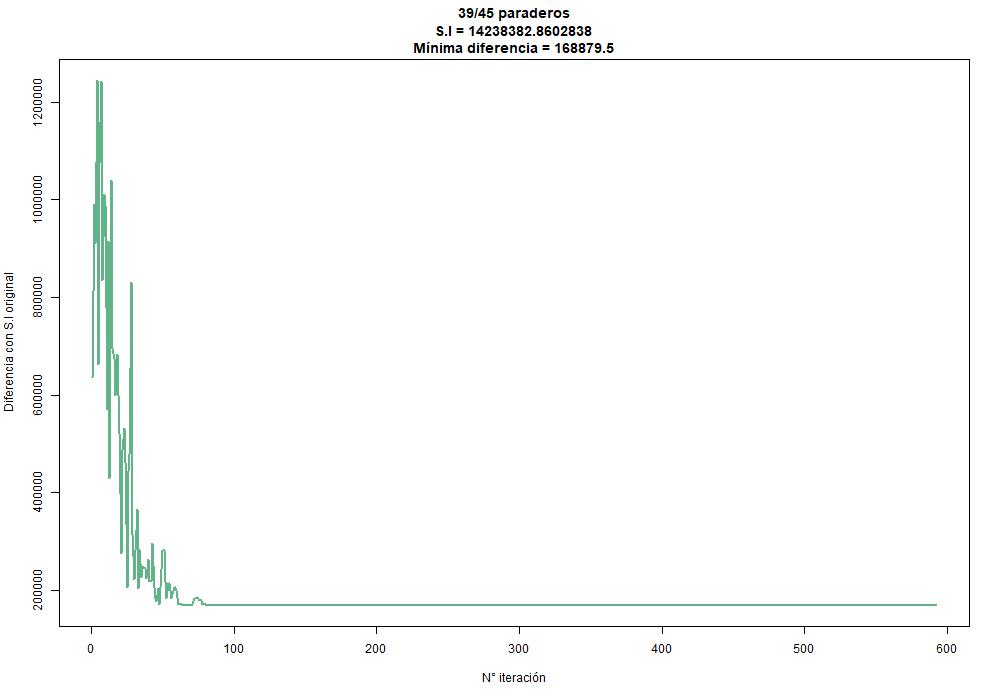 39/45 paraderos
S.I = 14238382.8602838
Mínima diferencia = 168879.5
Diferencia con S.I original
1200000
1000000
800000
600000
400000
200000
0 100 200 300 400 500 600
N° iteración